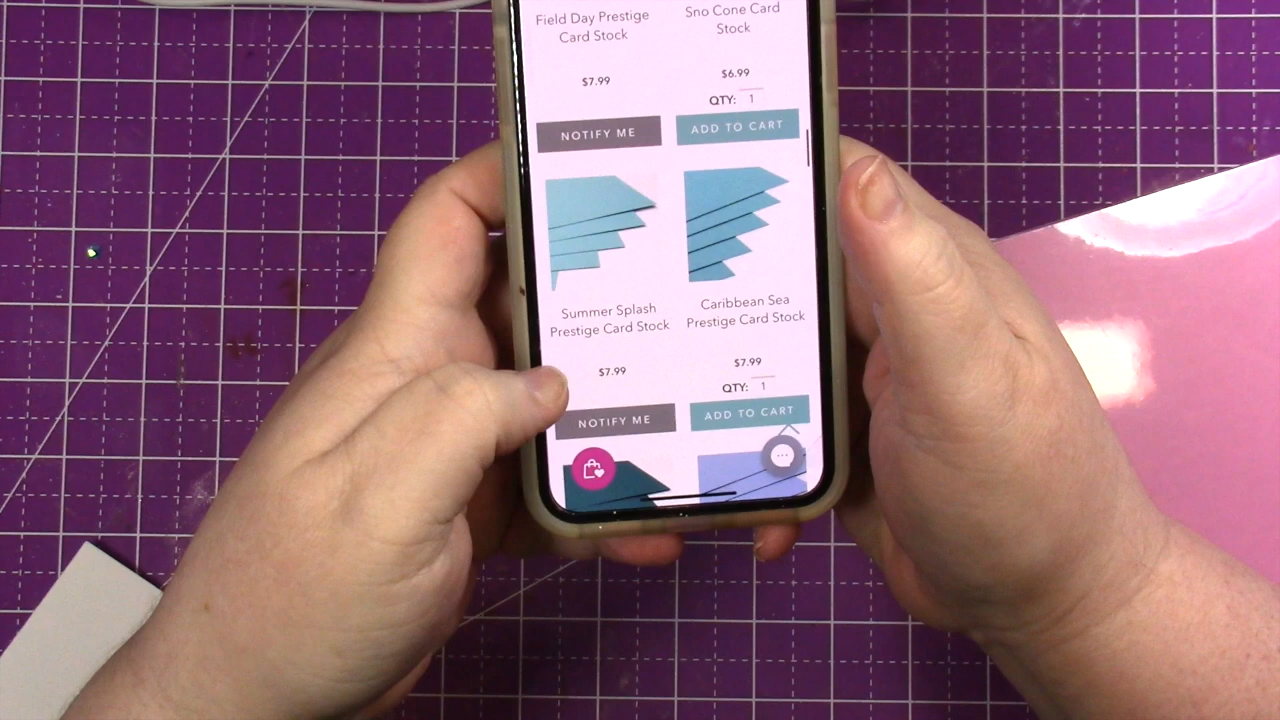 Field Day Prestige
Card Stock
$7.99
NOTIFY ME
Sno Cone Card
Stock
$6.99
QTY: 1
ADD TO CART
Summer Splash
Prestige Card Stock
$7.99
NOTIFY ME
Caribbean Sea
Prestige Card Stock
$7.99
QTY: 1
ADD TO CART